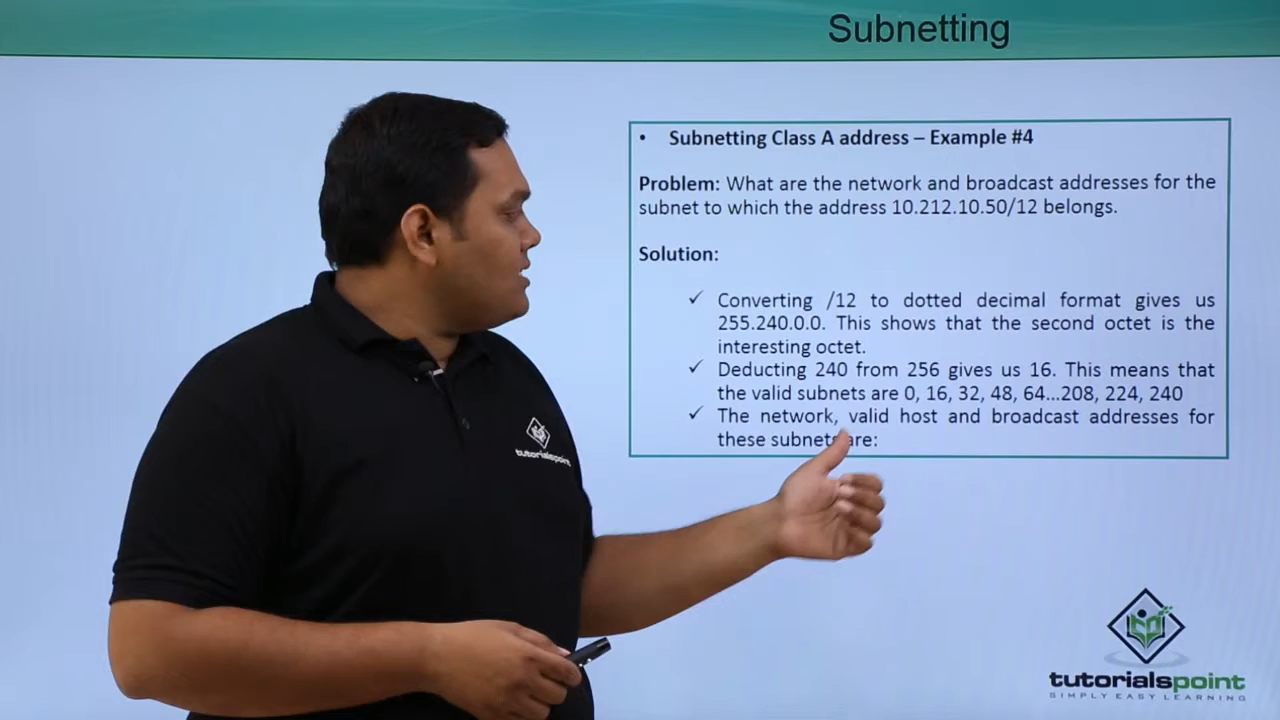 Subnetting
• Subnetting Class A address – Example #4
Problem: What are the network and broadcast addresses for the
subnet to which the address 10.212.10.50/12 belongs.
Solution:
✓ Converting /12 to dotted decimal format gives us
255.240.0.0. This shows that the second octet is the
interesting octet.
✓ Deducting 240 from 256 gives us 16. This means that
the valid subnets are 0, 16, 32, 48, 64...208, 224, 240
✓ The network, valid host and broadcast addresses for
these subnets are:
tutorialspoint
tutorialspoint
SIMPLY EASY LEARNING